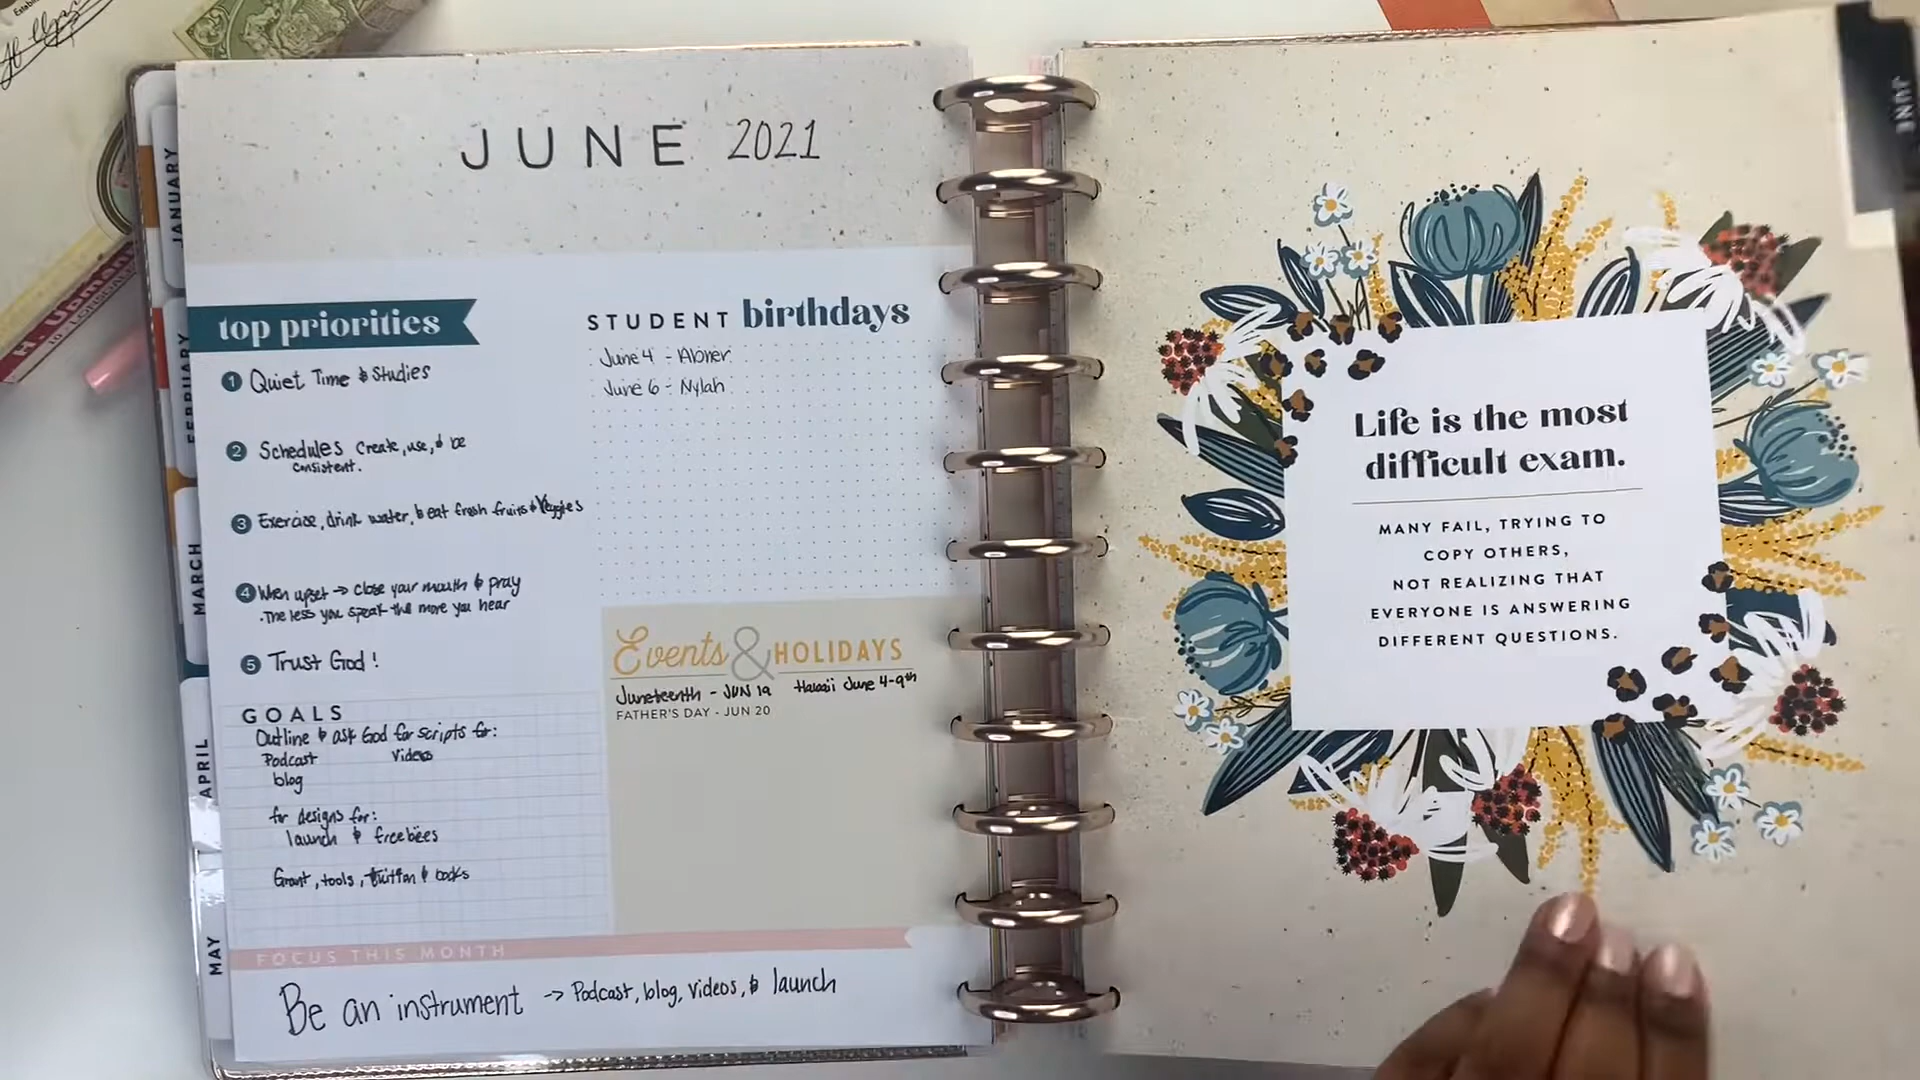 JUNE 2021
JANUARY
FEBRUARY
MARCH
APRIL
MAY
top priorities
1 Quiet Time & Studies
2 Schedules Create, use, & be
consistent.
3 Exercise, drink water, & eat fresh fruits & Veggies
4 When upset → close your mouth & pray
. The less you speak the more you hear
5 Trust God!
GOALS
Outline & ask God for scripts for:
Podcast Videos
blog
for designs for:
launch & freebees
Grant, tools, tuition & books
STUDENT birthdays
June 4 - Abner
June 6 - Nylah
Events & HOLIDAYS
Juneteenth - JUN 19 Hawaii June 4-9th
FATHER'S DAY - JUN 20
FOCUS THIS MONTH
Be an instrument → Podcast, blog, videos, & launch
Life is the most
difficult exam.
MANY FAIL, TRYING TO
COPY OTHERS,
NOT REALIZING THAT
EVERYONE IS ANSWERING
DIFFERENT QUESTIONS.
JUNE
H. Upmann